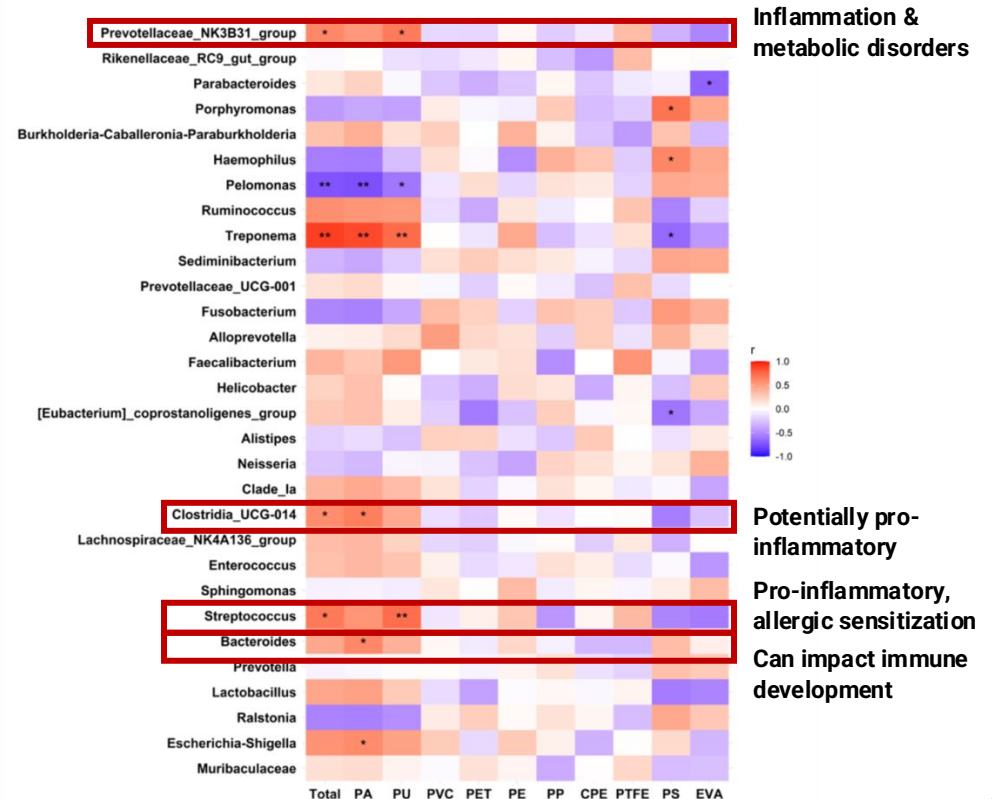 Inflammation &
metabolic disorders
Prevotellaceae_NK3B31_group * *
Rikenellaceae_RC9_gut_group
Parabacteroides *
Porphyromonas *
Burkholderia-Caballeronia-Paraburkholderia
Haemophilus *
Pelomonas ** ** *
Ruminococcus
Treponema ** ** ** *
Sediminibacterium
Prevotellaceae_UCG-001
Fusobacterium
Alloprevotella
Faecalibacterium
Helicobacter
[Eubacterium]_coprostanoligenes_group *
Alistipes
Neisseria
Clade_Ia
Clostridia_UCG-014 * *
Lachnospiraceae_NK4A136_group
Enterococcus
Sphingomonas
Streptococcus * **
Bacteroides *
Prevotella
Lactobacillus
Ralstonia
Escherichia-Shigella *
Muribaculaceae
Total PA PU PVC PET PE PP CPE PTFE PS EVA
r
1.0
0.5
0.0
-0.5
-1.0
Potentially pro-
inflammatory
Pro-inflammatory,
allergic sensitization
Can impact immune
development